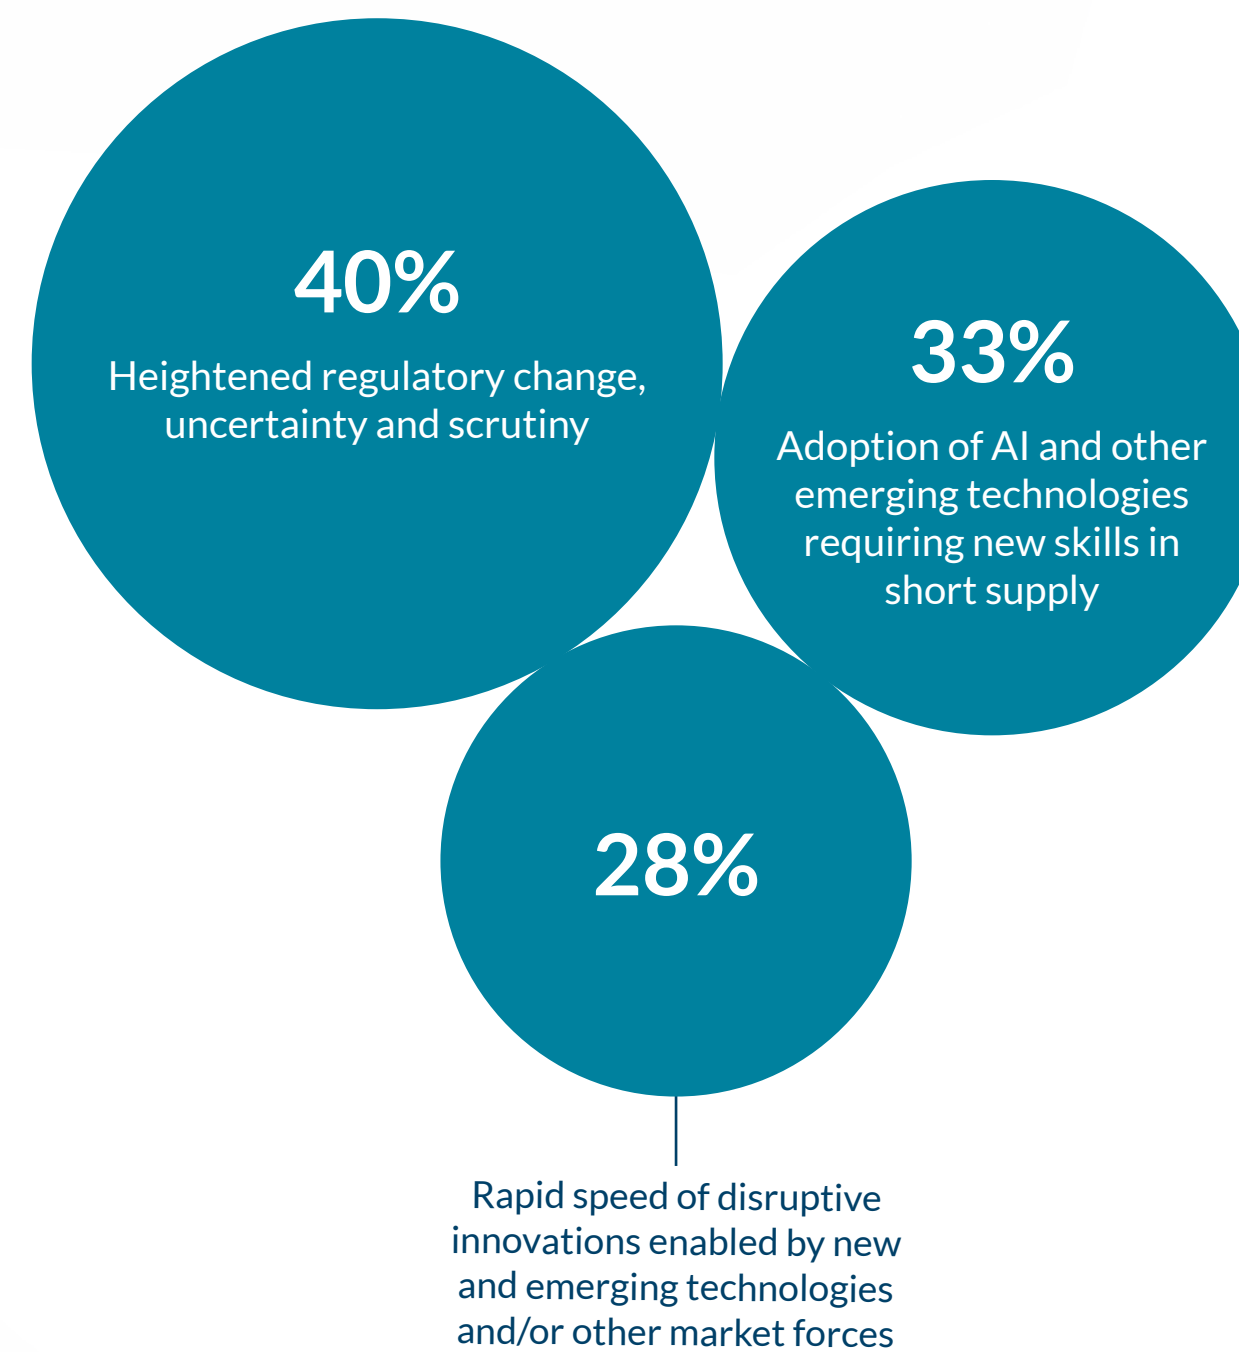 40%
Heightened regulatory change,
uncertainty and scrutiny
33%
Adoption of AI and other
emerging technologies
requiring new skills in
short supply
28%
Rapid speed of disruptive
innovations enabled by new
and emerging technologies
and/or other market forces